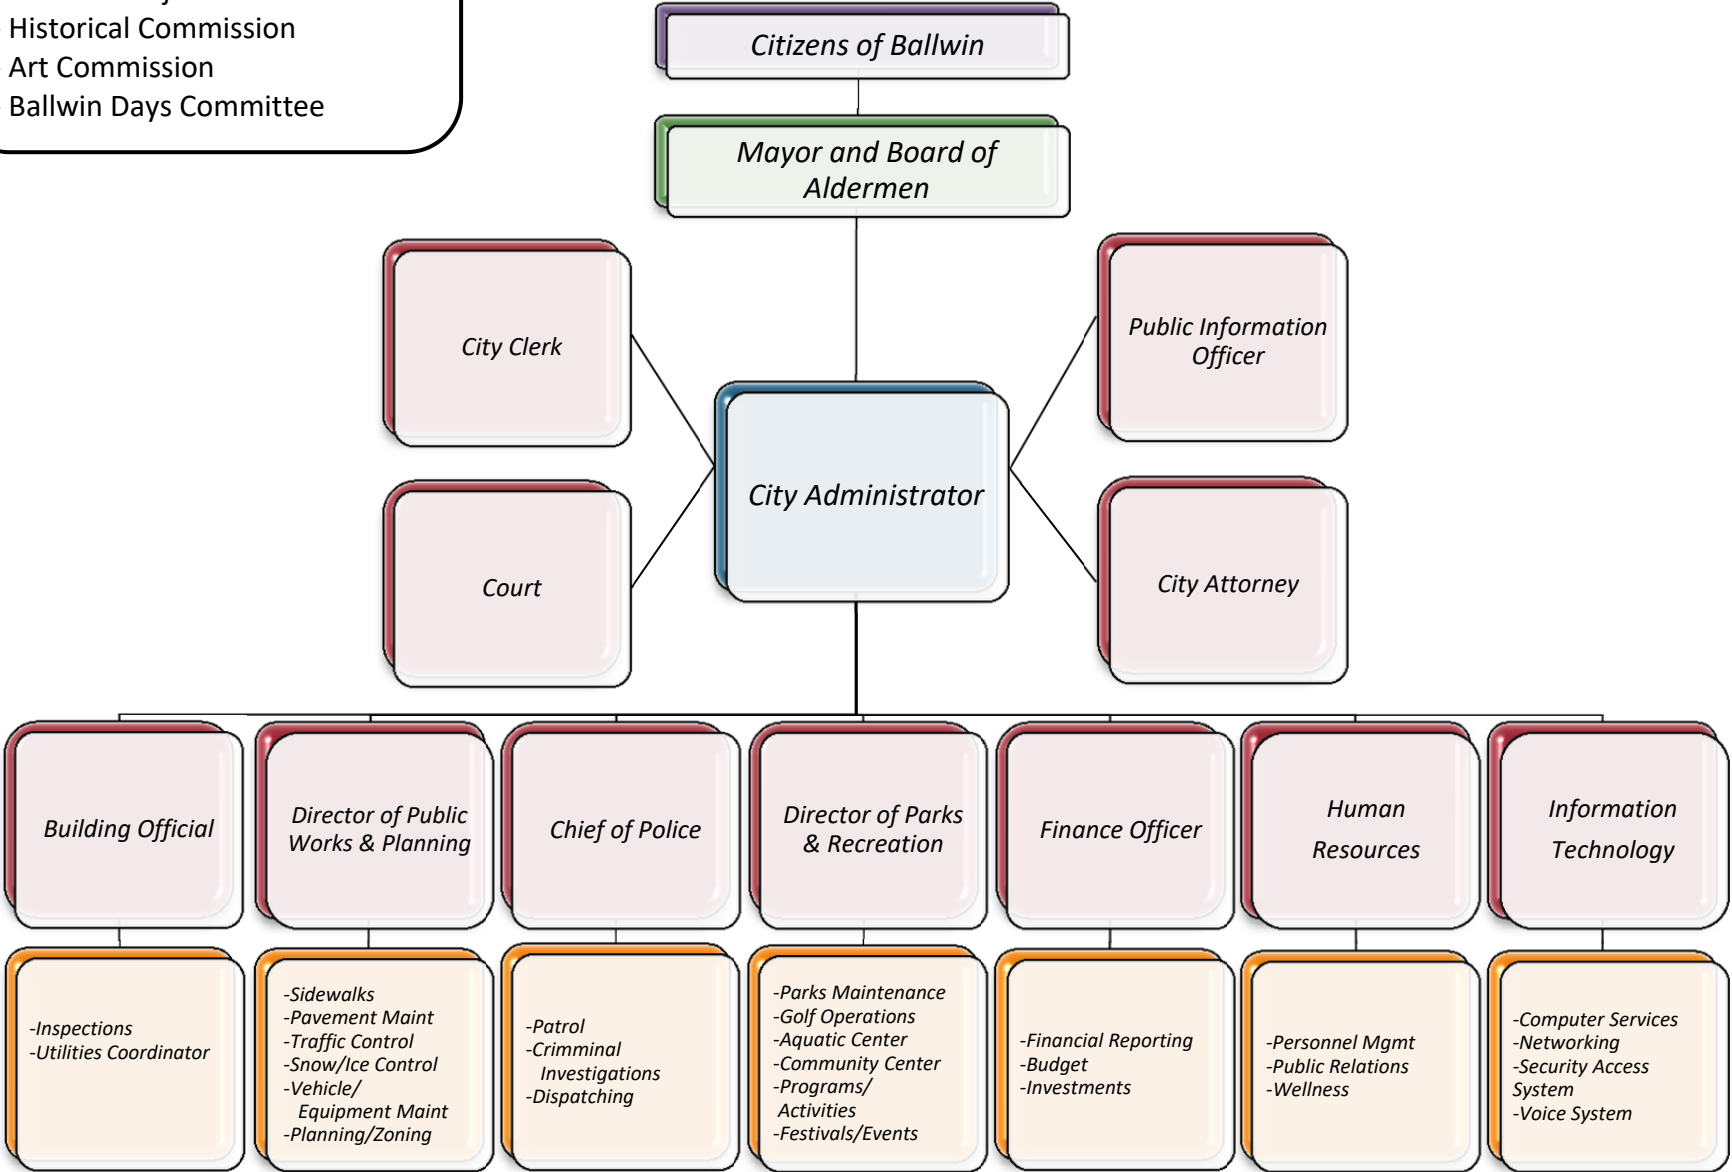 - Historical Commission
- Art Commission
- Ballwin Days Committee
Citizens of Ballwin
Mayor and Board of
Aldermen
City Clerk
Public Information
Officer
City Administrator
Court
City Attorney
Building Official
Director of Public
Works & Planning
Chief of Police
Director of Parks
& Recreation
Finance Officer
Human
Resources
Information
Technology
-Inspections
-Utilities Coordinator
-Sidewalks
-Pavement Maint
-Traffic Control
-Snow/Ice Control
-Vehicle/
Equipment Maint
-Planning/Zoning
-Patrol
-Crimminal
Investigations
-Dispatching
-Parks Maintenance
-Golf Operations
-Aquatic Center
-Community Center
-Programs/
Activities
-Festivals/Events
-Financial Reporting
-Budget
-Investments
-Personnel Mgmt
-Public Relations
-Wellness
-Computer Services
-Networking
-Security Access
System
-Voice System